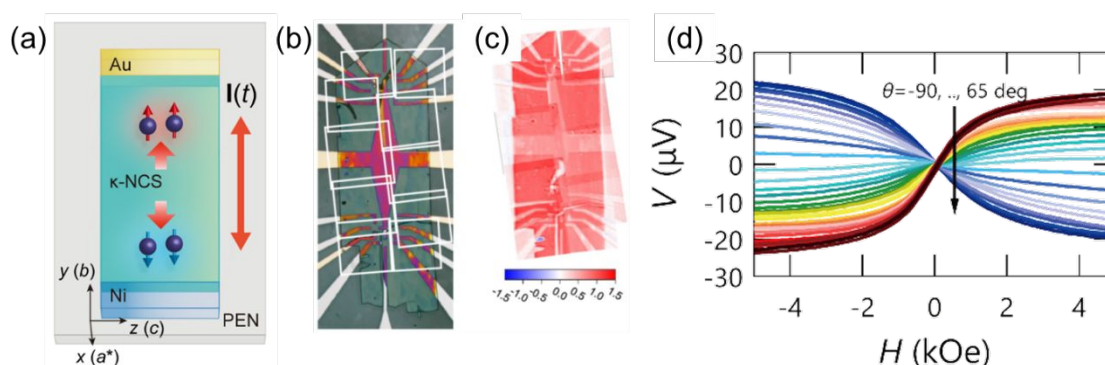 (a)
Au
I(t)
κ-NCS
y (b)
Ni
z (c)
PEN
x (a*)
(b)
(c)
-1.5
-1.0
-0.5
0.0
0.5
1.0
1.5
(d)
30
20
10
0
-10
-20
-30
V (μV)
θ=-90, .., 65 deg
-4
-2
0
2
4
H (kOe)